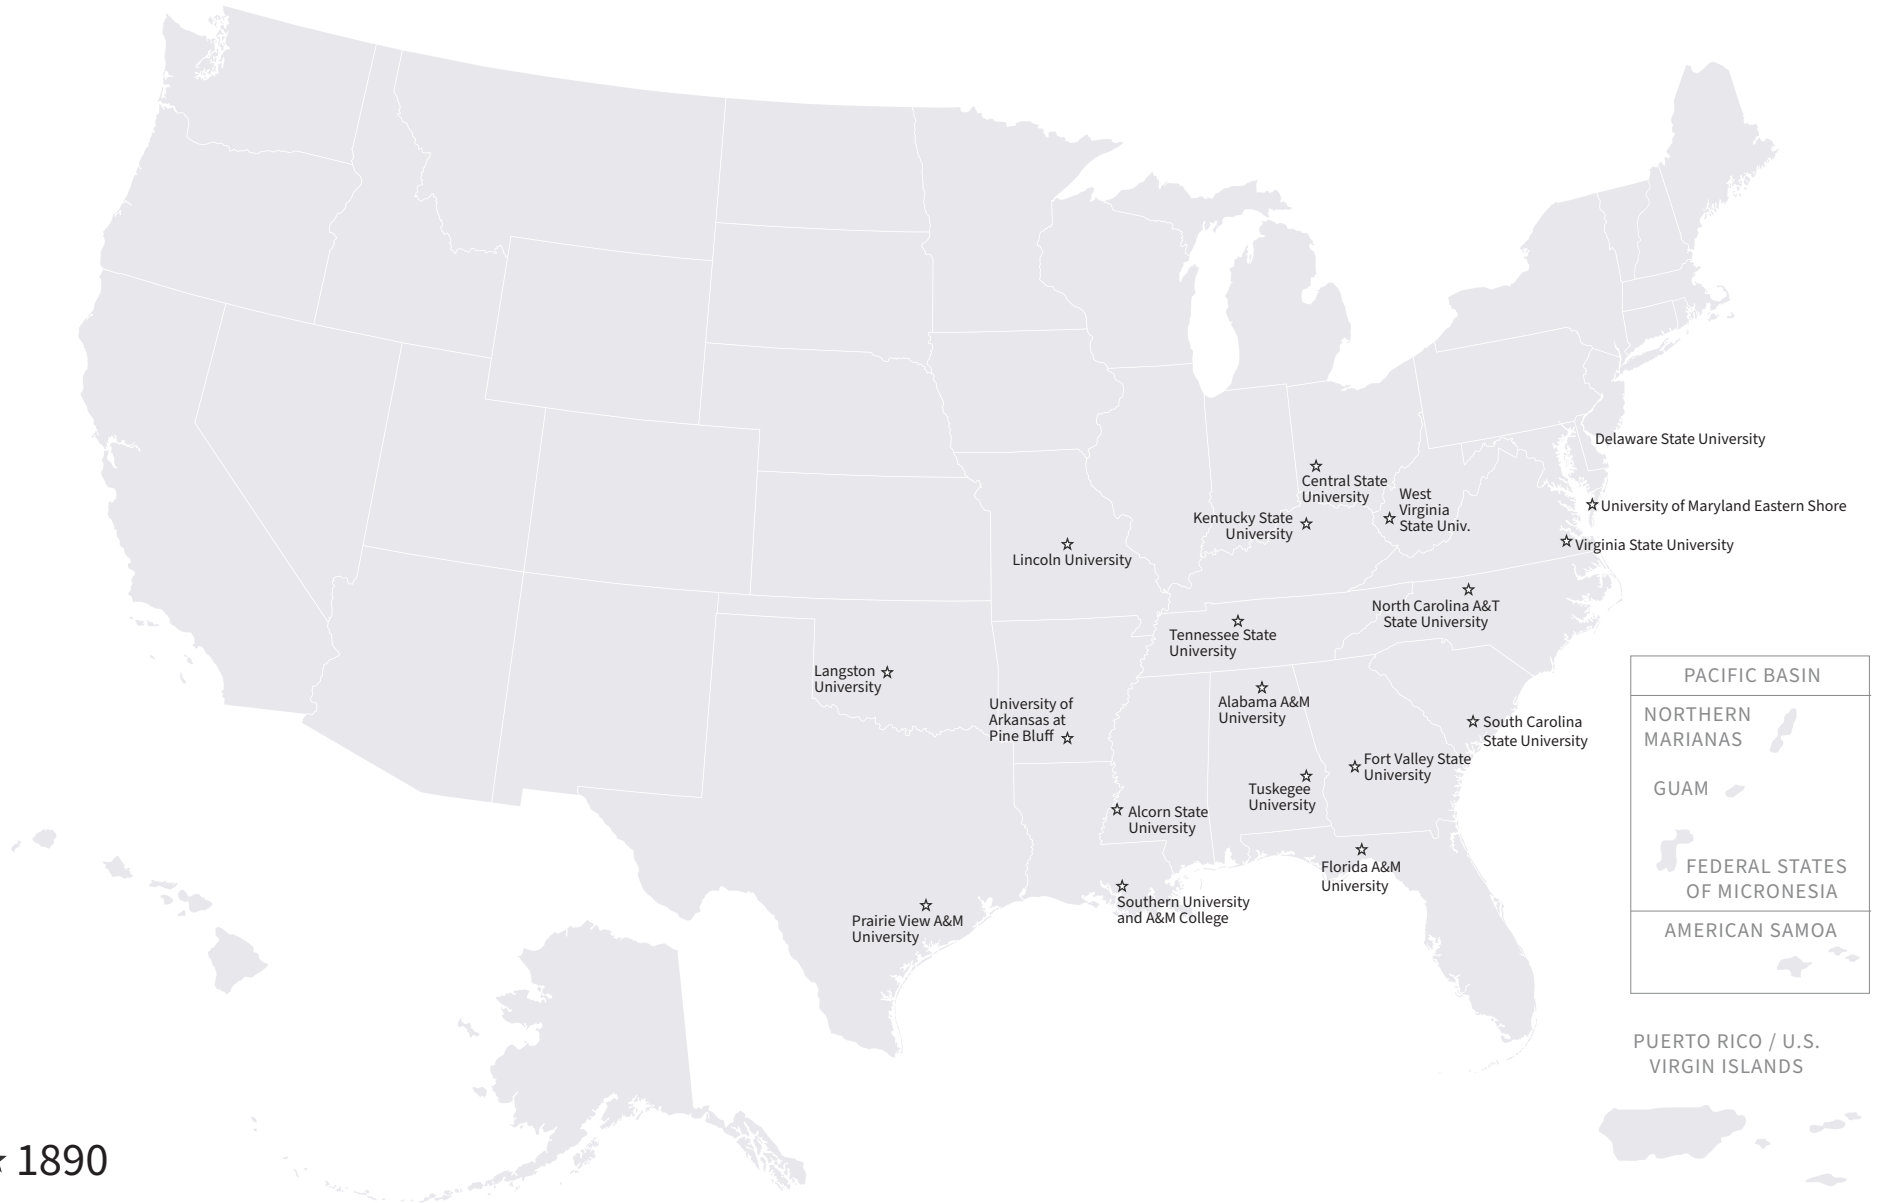 Delaware State University
Central State
University
West
Virginia
State Univ.
University of Maryland Eastern Shore
Kentucky State
University
Virginia State University
Lincoln University
North Carolina A&T
State University
Tennessee State
University
Langston
University
University of
Arkansas at
Pine Bluff
Alabama A&M
University
South Carolina
State University
Fort Valley State
University
Tuskegee
University
Alcorn State
University
Florida A&M
University
Southern University
and A&M College
Prairie View A&M
University
PACIFIC BASIN
NORTHERN
MARIANAS
GUAM
FEDERAL STATES
OF MICRONESIA
AMERICAN SAMOA
PUERTO RICO / U.S.
VIRGIN ISLANDS
1890